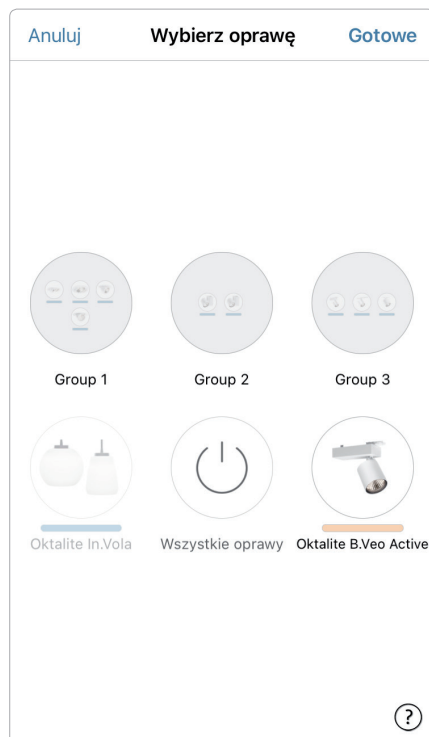 Anuluj Wybierz oprawę Gotowe
Group 1 Group 2 Group 3
Oktalite In.Vola Wszystkie oprawy Oktalite B.Veo Active
?